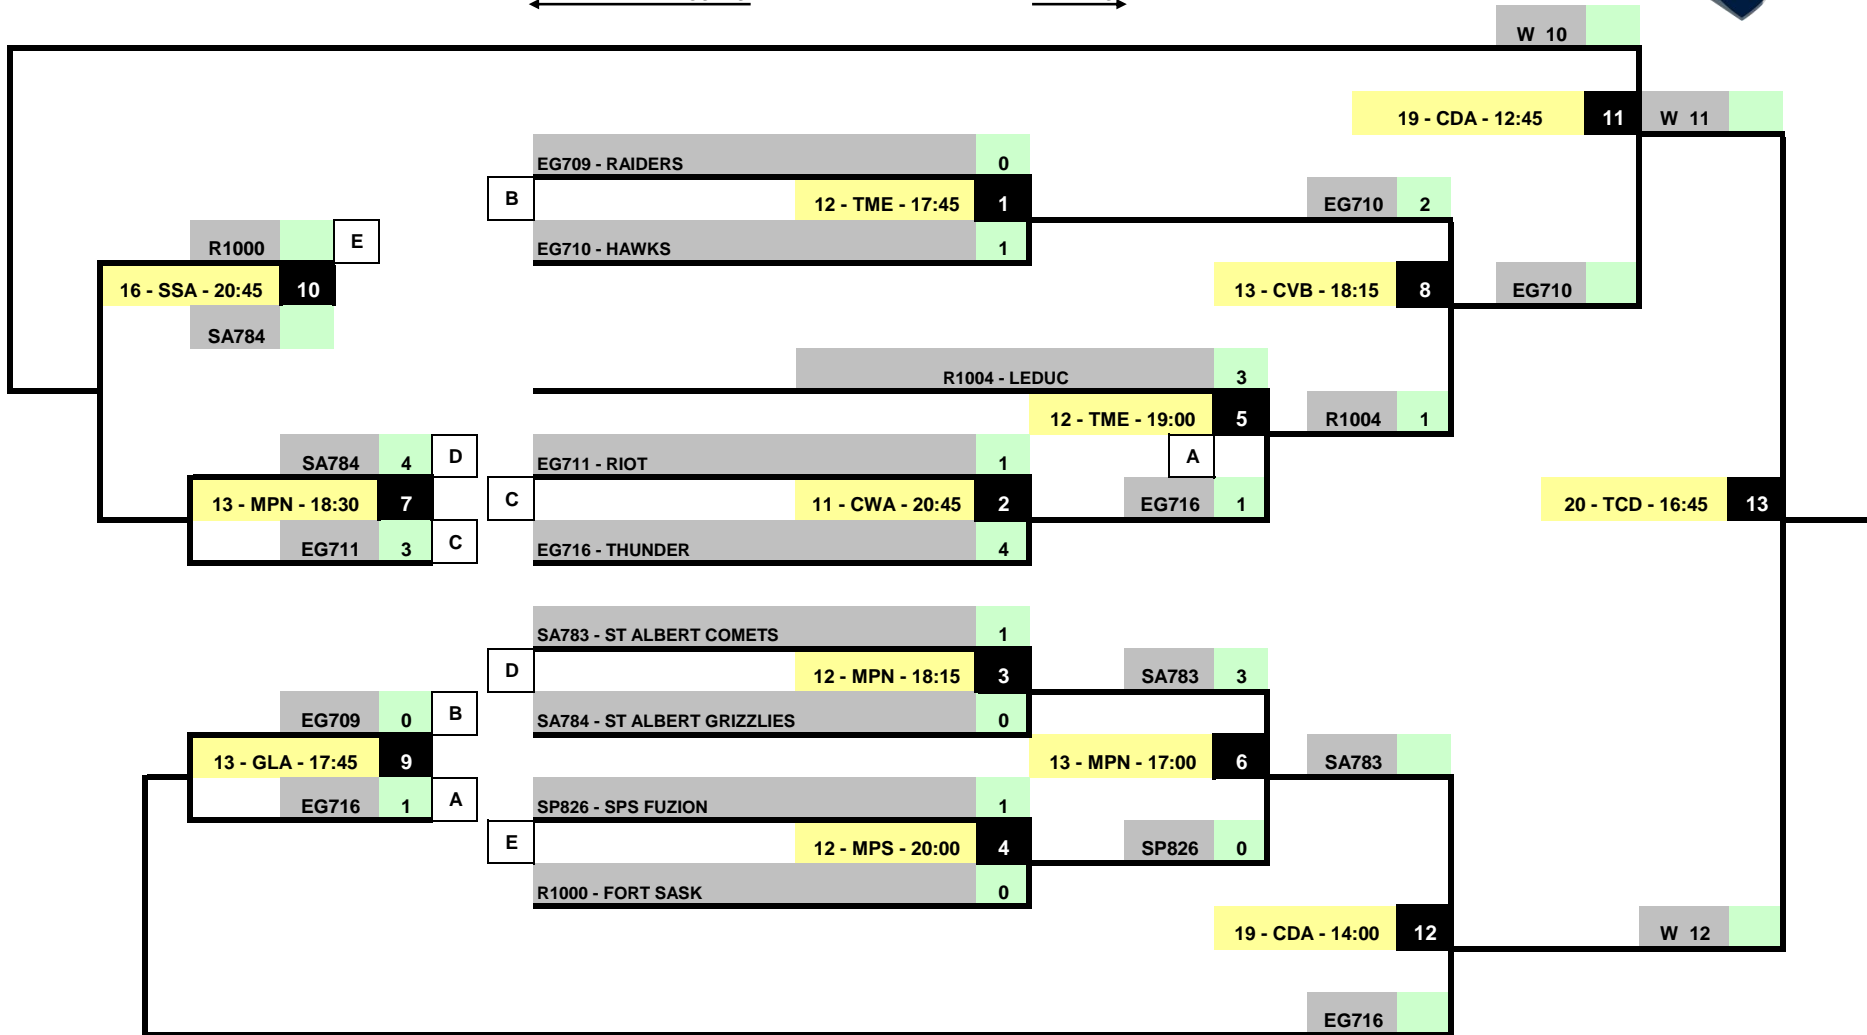 W 10
19 - CDA - 12:45 11 W 11
EG709 - RAIDERS 0
B 12 - TME - 17:45 1 EG710 2
R1000 E EG710 - HAWKS 1
16 - SSA - 20:45 10 13 - CVB - 18:15 8 EG710
SA784
R1004 - LEDUC 3
12 - TME - 19:00 5 R1004 1
SA784 4 D EG711 - RIOT 1 A
13 - MPN - 18:30 7 C 11 - CWA - 20:45 2 EG716 1 20 - TCD - 16:45 13
EG711 3 C EG716 - THUNDER 4
SA783 - ST ALBERT COMETS 1
D 12 - MPN - 18:15 3 SA783 3
EG709 0 B SA784 - ST ALBERT GRIZZLIES 0
13 - GLA - 17:45 9 13 - MPN - 17:00 6 SA783
EG716 1 A SP826 - SPS FUZION 1
E 12 - MPS - 20:00 4 SP826 0
R1000 - FORT SASK 0
19 - CDA - 14:00 12 W 12
EG716